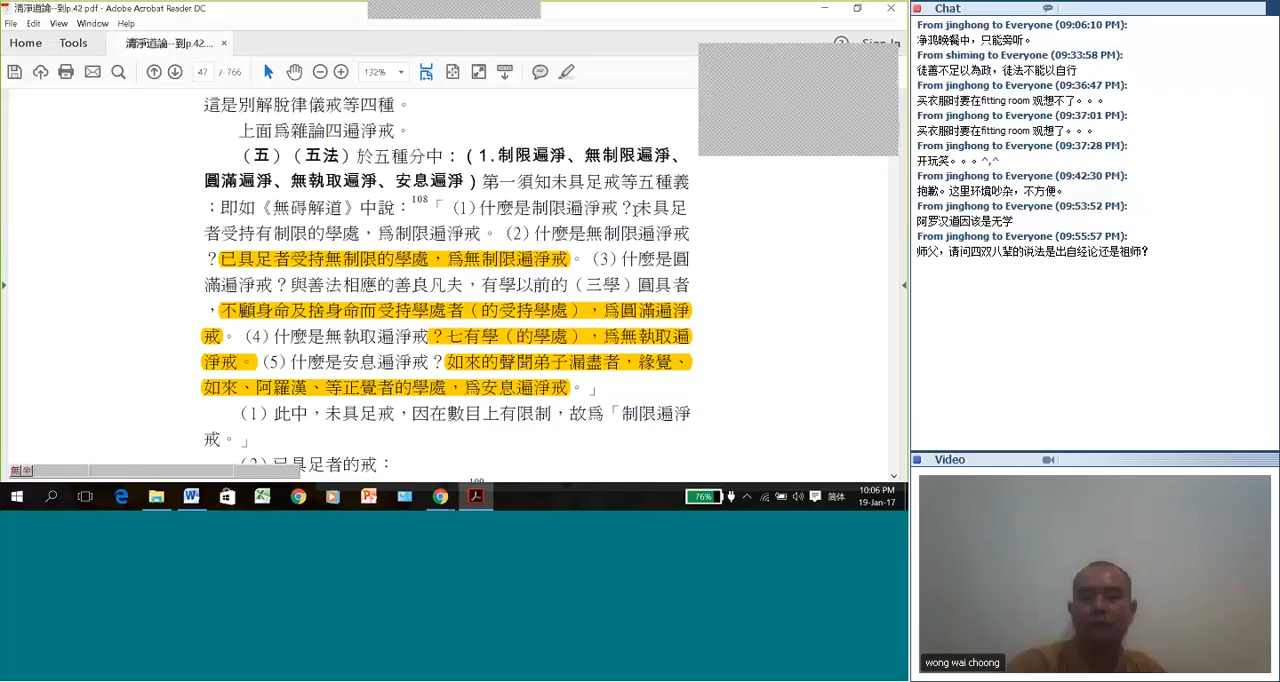 清淨道論--到p.42.pdf - Adobe Acrobat Reader DC
File Edit View Window Help
Home Tools 清淨道論--到p.42.... × Sign In
47 / 766 132%
這是別解脫律儀戒等四種。
上面爲雜論四遍淨戒。
（五）（五法）於五種分中：（1.制限遍淨、無制限遍淨、
圓滿遍淨、無執取遍淨、安息遍淨）第一須知未具足戒等五種義
；即如《無碍解道》中說：108「（1)什麼是制限遍淨戒？未具足
者受持有制限的學處，爲制限遍淨戒。（2）什麼是無制限遍淨戒
？已具足者受持無制限的學處，爲無制限遍淨戒。（3）什麼是圓
滿遍淨戒？與善法相應的善良凡夫，有學以前的（三學）圓具者
，不顧身命及捨身命而受持學處者（的受持學處），爲圓滿遍淨
戒。（4）什麼是無執取遍淨戒？七有學（的學處），爲無執取遍
淨戒。（5）什麼是安息遍淨戒？如來的聲聞弟子漏盡者，緣覺、
如來、阿羅漢、等正覺者的學處，爲安息遍淨戒。」
（1）此中，未具足戒，因在數目上有限制，故爲「制限遍淨
戒。」
（2）已具足者的戒：
76% 简体 10:06 PM
19-Jan-17
Chat
From jinghong to Everyone (09:06:10 PM):
净鸿晚餐中，只能旁听。
From shiming to Everyone (09:33:58 PM):
徒善不足以為政，徒法不能以自行
From jinghong to Everyone (09:36:47 PM):
买衣服时要在fitting room 观想不了。。。
From jinghong to Everyone (09:37:01 PM):
买衣服时要在fitting room 观想了。。。
From jinghong to Everyone (09:37:28 PM):
开玩笑。。。^,^
From jinghong to Everyone (09:42:30 PM):
抱歉。这里环境吵杂，不方便。
From jinghong to Everyone (09:53:52 PM):
阿罗汉道因该是无学
From jinghong to Everyone (09:55:57 PM):
师父，请问四双八辈的说法是出自经论还是祖师？
Video
wong wai choong